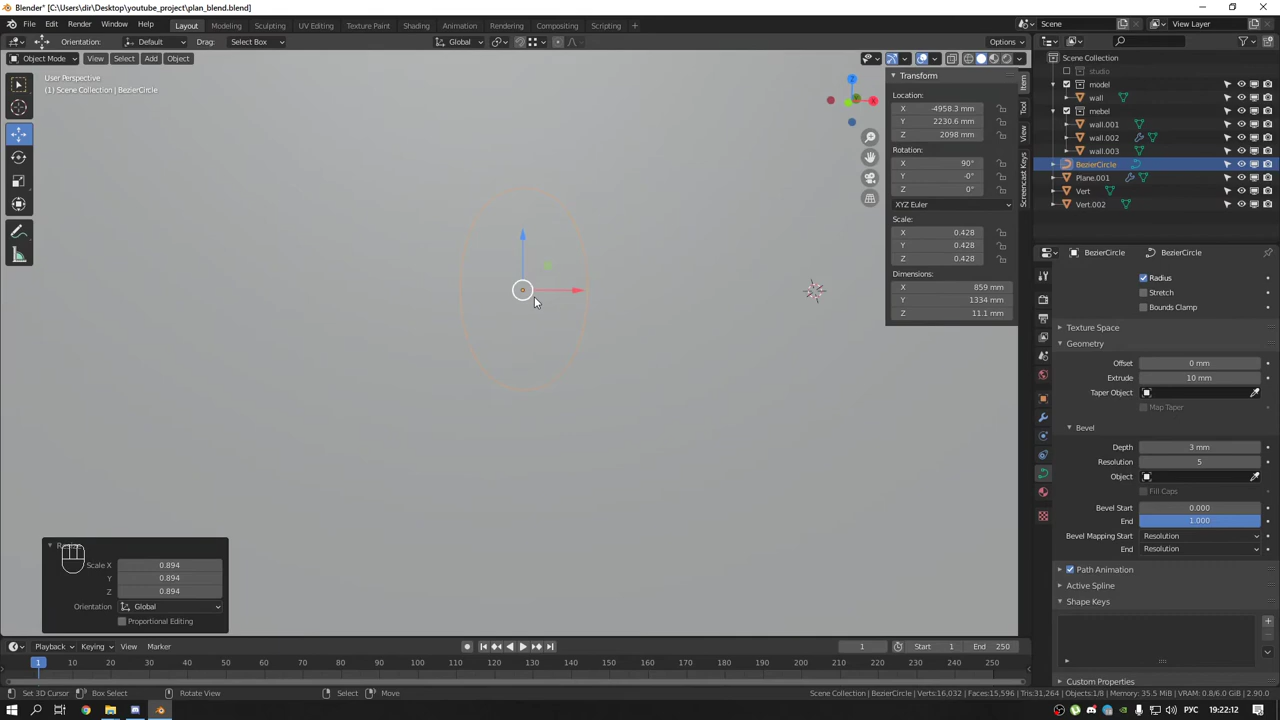 Blender* [C:\Users\dir\Desktop\youtube_project\plan_blend.blend]
File Edit Render Window Help Layout Modeling Sculpting UV Editing Texture Paint Shading Animation Rendering Compositing Scripting + Scene View Layer
Orientation: Default Drag: Select Box Global Options
Object Mode View Select Add Object
User Perspective
(1) Scene Collection | BezierCircle
Z
X
Transform
Location:
X -4958.3 mm
Y 2230.6 mm
Z 2098 mm
Rotation:
X 90°
Y -0°
Z 0°
XYZ Euler
Scale:
X 0.428
Y 0.428
Z 0.428
Dimensions:
X 859 mm
Y 1334 mm
Z 11.1 mm
Item
Tool
View
Screencast Keys
Scene Collection
studio
model
wall
mebel
wall.001
wall.002
wall.003
BezierCircle
Plane.001
Vert
Vert.002
BezierCircle BezierCircle
Radius
Stretch
Bounds Clamp
Texture Space
Geometry
Offset 0 mm
Extrude 10 mm
Taper Object
Map Taper
Bevel
Depth 3 mm
Resolution 5
Object
Fill Caps
Bevel Start 0.000
End 1.000
Bevel Mapping Start Resolution
End Resolution
Path Animation
Active Spline
Shape Keys
Custom Properties
Scale X 0.894
Y 0.894
Z 0.894
Orientation Global
Proportional Editing
Playback Keying View Marker 1 Start 1 End 250
1 10 20 30 40 50 60 70 80 90 100 110 120 130 140 150 160 170 180 190 200 210 220 230 240 250
Set 3D Cursor Box Select Rotate View Select Move Scene Collection | BezierCircle | Verts:16,032 | Faces:15,596 | Tris:31,264 | Objects:1/8 | Memory: 35.5 MiB | VRAM: 0.8/6.0 GiB | 2.90.0
РУС 19:22:12